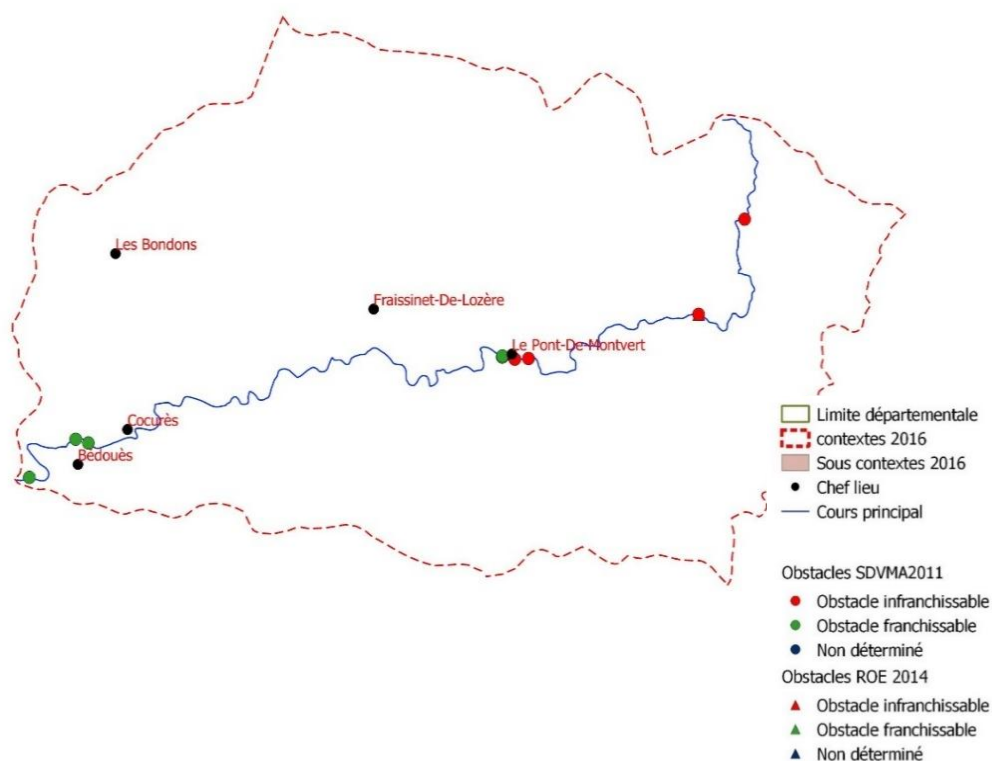 Les Bondons
Fraissinet-De-Lozère
Le Pont-De-Montvert
Cocurès
Bédouès
Limite départementale
contextes 2016
Sous contextes 2016
Chef lieu
Cours principal
Obstacles SDVMA2011
Obstacle infranchissable
Obstacle franchissable
Non déterminé
Obstacles ROE 2014
Obstacle infranchissable
Obstacle franchissable
Non déterminé